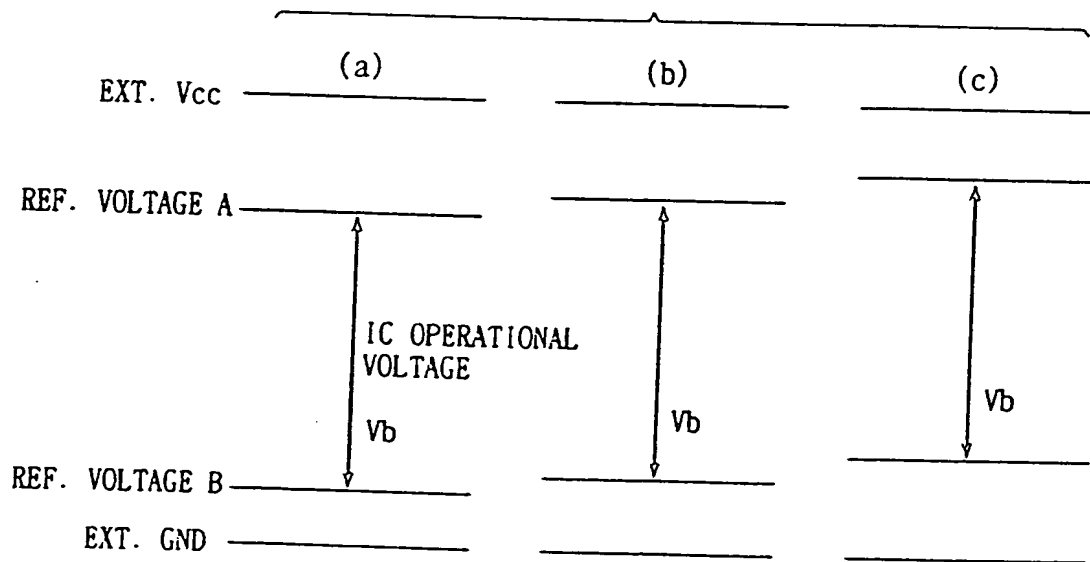 (a) (b) (c)
EXT. Vcc
REF. VOLTAGE A
IC OPERATIONAL
VOLTAGE
Vb Vb Vb
REF. VOLTAGE B
EXT. GND